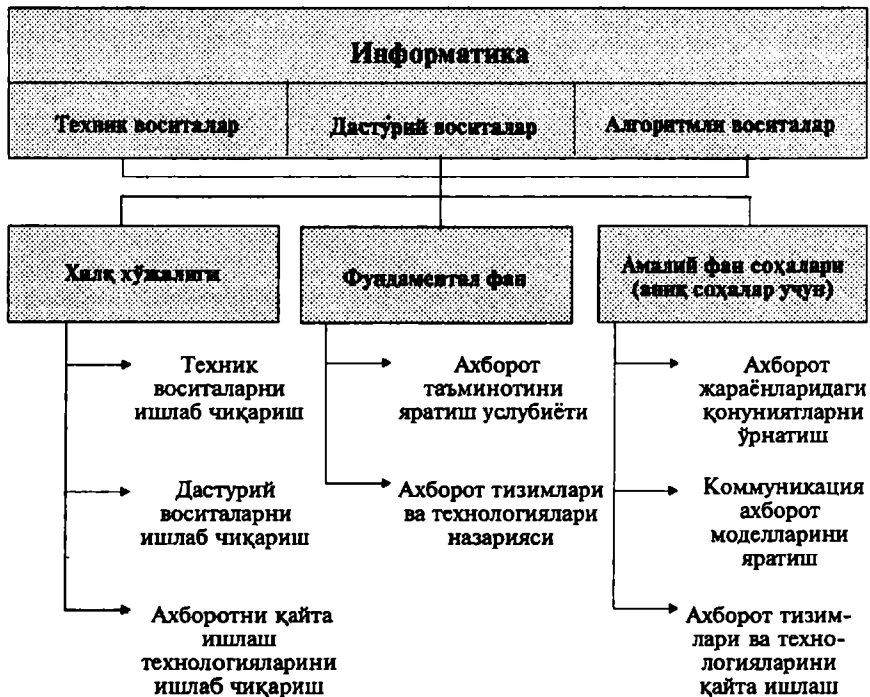 Информатика
Техник воситалар
Дастурий воситалар
Алгоритмли воситалар
Халқ хўжалиги
Фундаментал фан
Амалий фан соҳалари
(аниқ соҳалар учун)
Техник
воситаларни
ишлаб чиқариш
Дастурий
воситаларни
ишлаб чиқариш
Ахборотни қайта
ишлаш
технологияларини
ишлаб чиқариш
Ахборот
таъминотини
яратиш услубиёти
Ахборот тизимлари
ва технологиялари
назарияси
Ахборот
жараёнларидаги
қонуниятларни
ўрнатиш
Коммуникация
ахборот
моделларини
яратиш
Ахборот тизим-
лари ва техно-
логияларини
қайта ишлаш